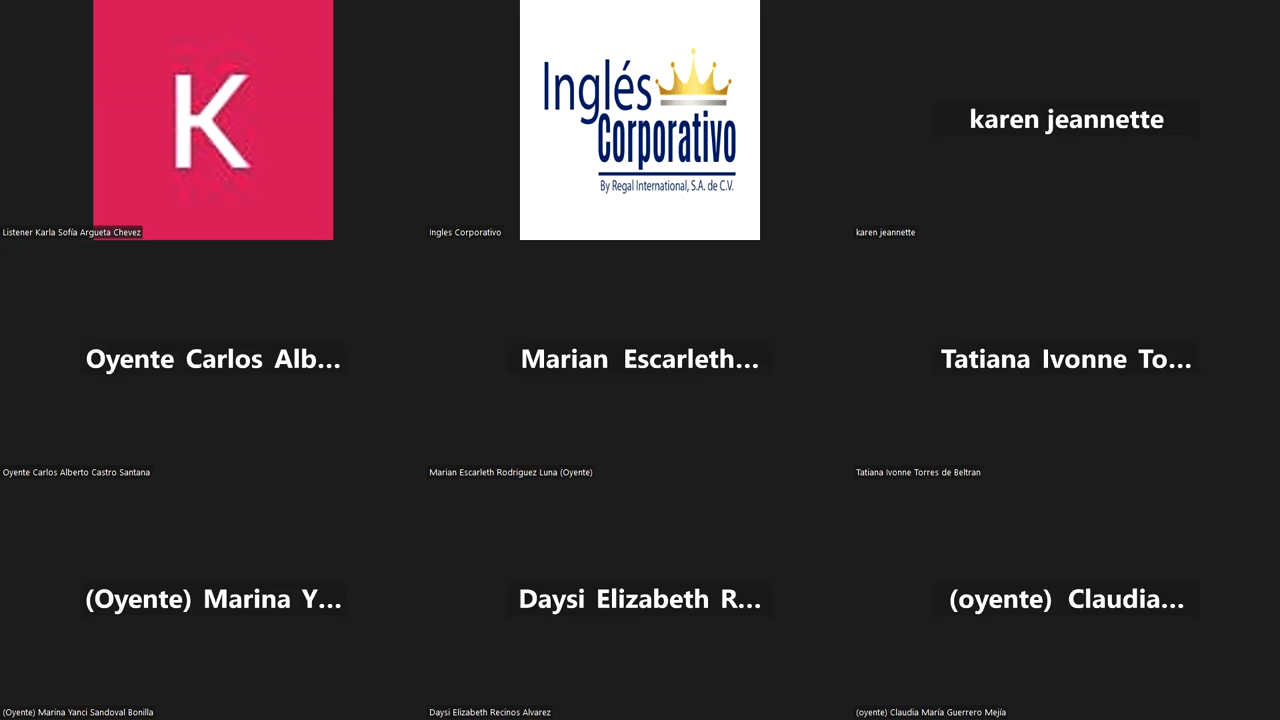 K
Inglés
Corporativo
By Regal International, S.A. de C.V.
karen jeannette
Listener Karla Sofía Argueta Chevez
Ingles Corporativo
karen jeannette
Oyente Carlos Alb...
Marian Escarleth...
Tatiana Ivonne To...
Oyente Carlos Alberto Castro Santana
Marian Escarleth Rodriguez Luna (Oyente)
Tatiana Ivonne Torres de Beltran
(Oyente) Marina Y...
Daysi Elizabeth R...
(oyente) Claudia...
(Oyente) Marina Yanci Sandoval Bonilla
Daysi Elizabeth Recinos Alvarez
(oyente) Claudia María Guerrero Mejía